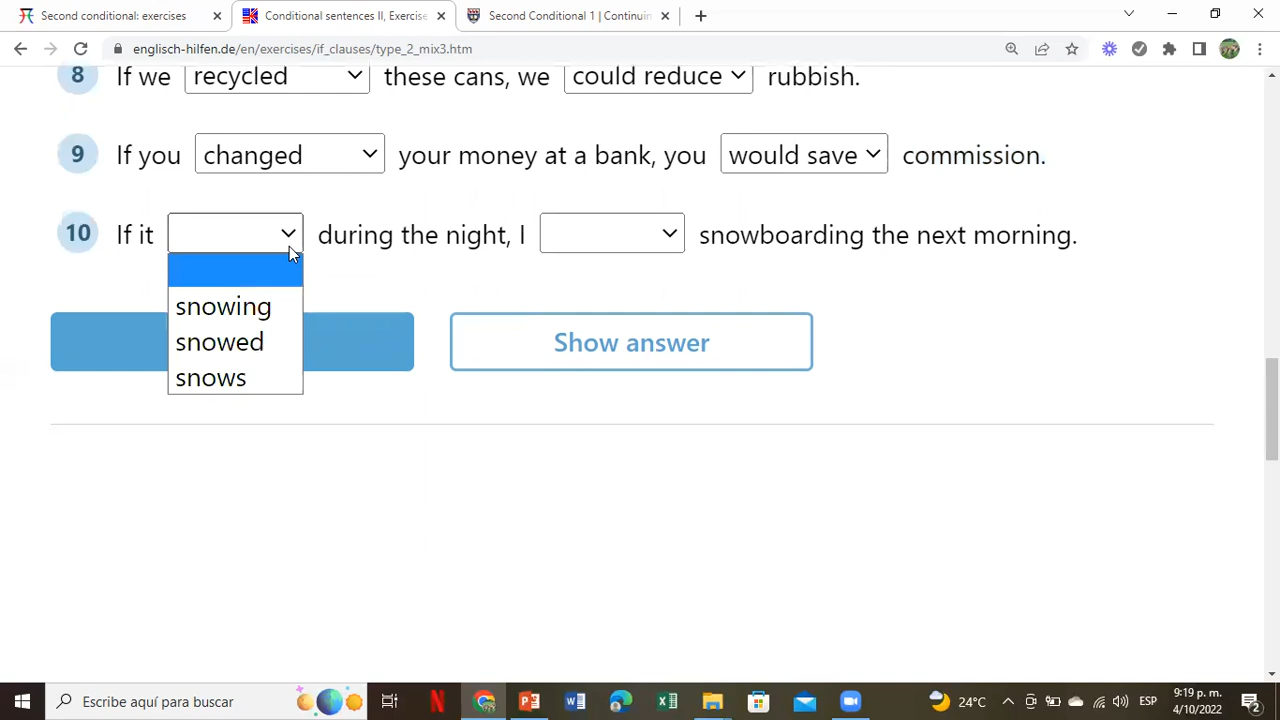 Second conditional: exercises
Conditional sentences II, Exercise
Second Conditional 1 | Continuin
englisch-hilfen.de/en/exercises/if_clauses/type_2_mix3.htm
8 If we recycled these cans, we could reduce rubbish.
9 If you changed your money at a bank, you would save commission.
10 If it during the night, I snowboarding the next morning.
snowing
snowed
snows
Show answer
Escribe aquí para buscar
24°C
ESP
9:19 p. m.
4/10/2022
2